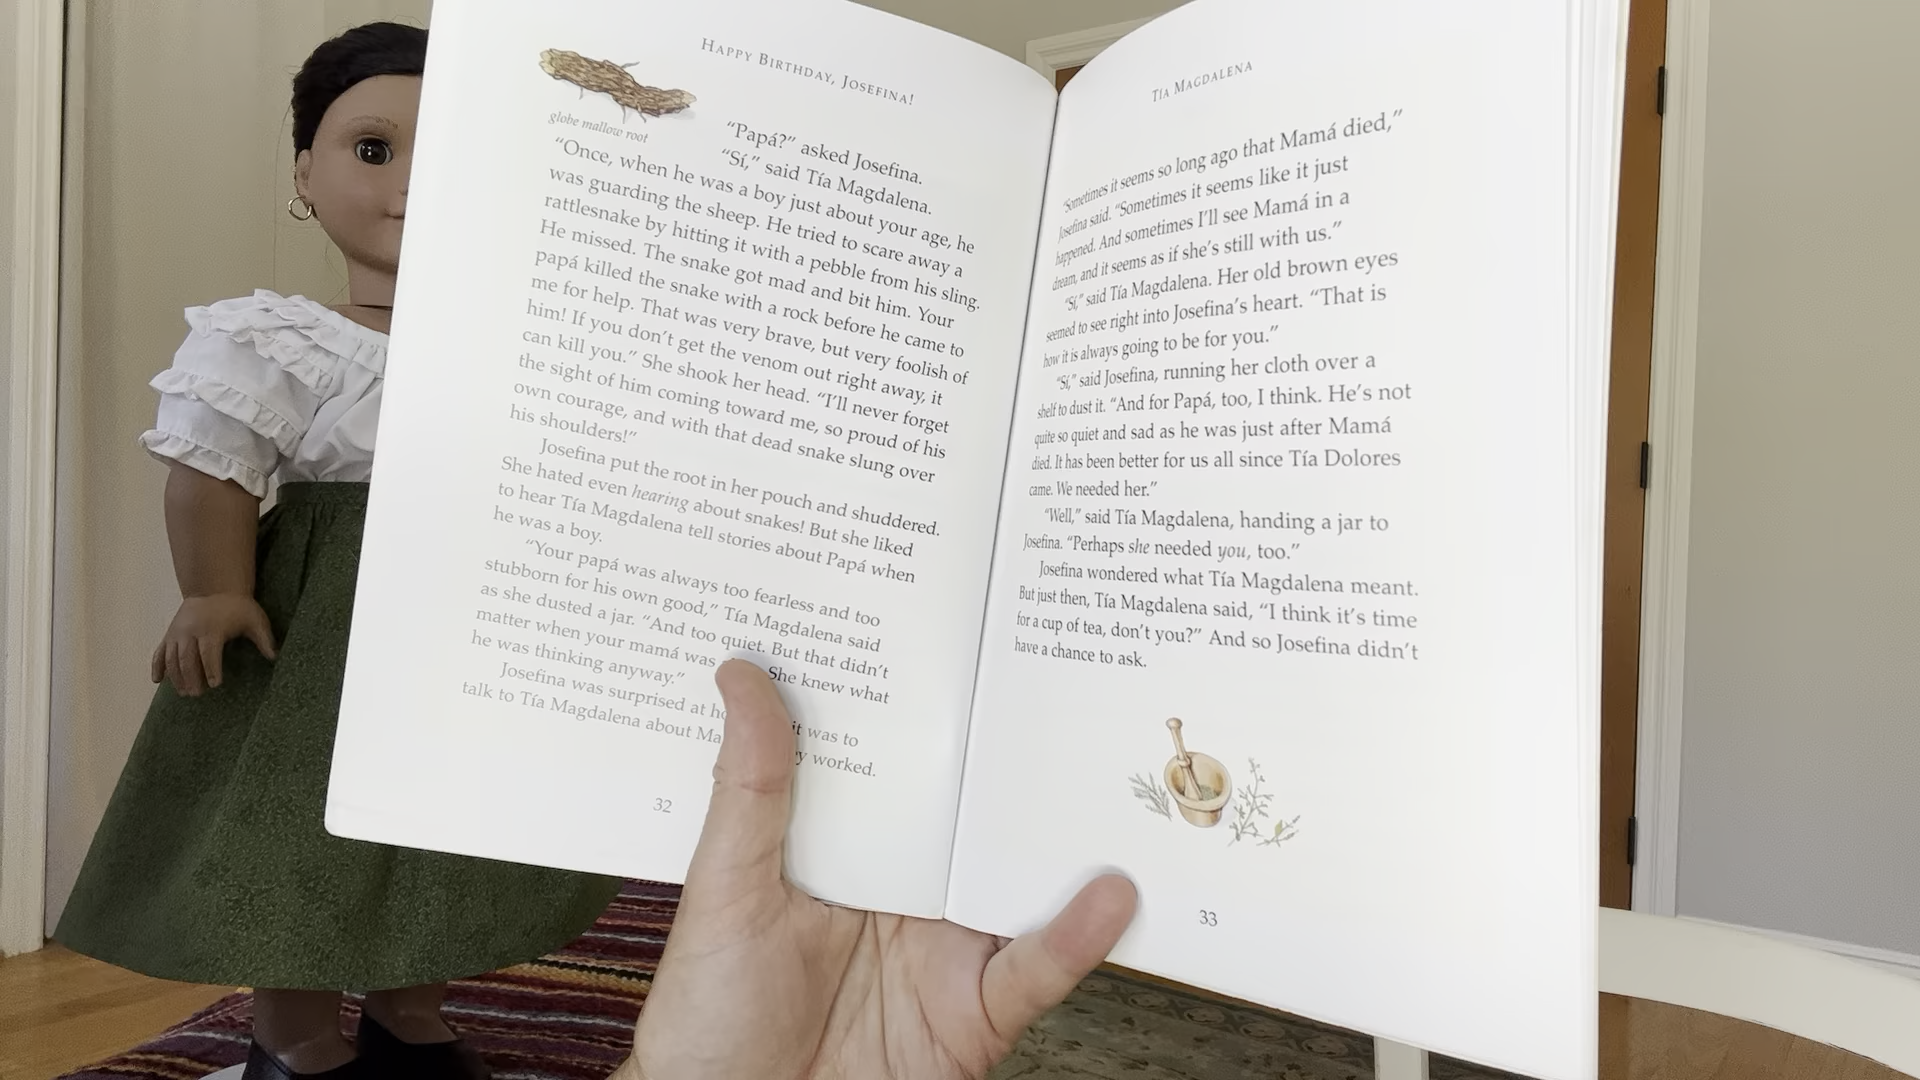 HAPPY BIRTHDAY, JOSEFINA!
globe mallow root
“Papá?” asked Josefina.
“Sí,” said Tía Magdalena.
“Once, when he was a boy just about your age, he
was guarding the sheep. He tried to scare away a
rattlesnake by hitting it with a pebble from his sling.
He missed. The snake got mad and bit him. Your
papá killed the snake with a rock before he came to
me for help. That was very brave, but very foolish of
him! If you don’t get the venom out right away, it
can kill you.” She shook her head. “I’ll never forget
the sight of him coming toward me, so proud of his
own courage, and with that dead snake slung over
his shoulders!”
Josefina put the root in her pouch and shuddered.
She hated even hearing about snakes! But she liked
to hear Tía Magdalena tell stories about Papá when
he was a boy.
“Your papá was always too fearless and too
stubborn for his own good,” Tía Magdalena said
as she dusted a jar. “And too quiet. But that didn’t
matter when your mamá was She knew what
he was thinking anyway.”
Josefina was surprised at it was to
talk to Tía Magdalena about worked.
32
TÍA MAGDALENA
“Sometimes it seems so long ago that Mamá died,”
Josefina said. “Sometimes it seems like it just
happened. And sometimes I’ll see Mamá in a
dream, and it seems as if she’s still with us.”
“Sí,” said Tía Magdalena. Her old brown eyes
seemed to see right into Josefina’s heart. “That is
how it is always going to be for you.”
“Sí,” said Josefina, running her cloth over a
shelf to dust it. “And for Papá, too, I think. He’s not
quite so quiet and sad as he was just after Mamá
died. It has been better for us all since Tía Dolores
came. We needed her.”
“Well,” said Tía Magdalena, handing a jar to
Josefina. “Perhaps she needed you, too.”
Josefina wondered what Tía Magdalena meant.
But just then, Tía Magdalena said, “I think it’s time
for a cup of tea, don’t you?” And so Josefina didn’t
have a chance to ask.
33